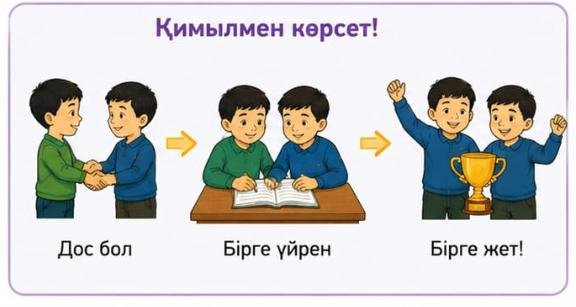 Қимылмен көрсет!
Дос бол
Бірге үйрен
Бірге жет!